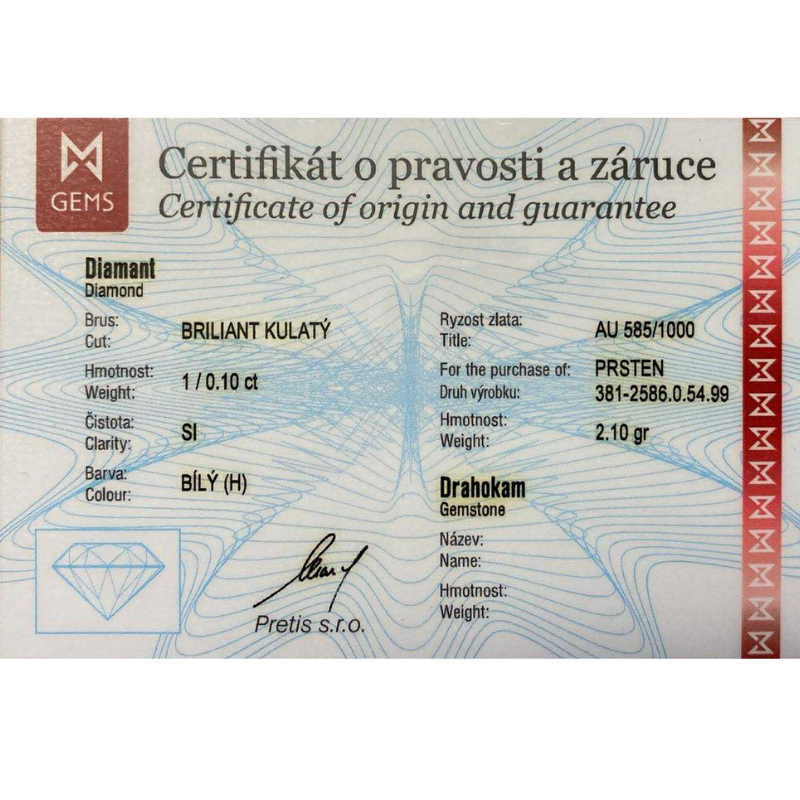 GEMS
Certifikát o pravosti a záruce
Certificate of origin and guarantee
Diamant
Diamond
Brus:
Cut:
BRILIANT KULATÝ
Hmotnost:
Weight:
1 / 0.10 ct
Čistota:
Clarity:
SI
Barva:
Colour:
BÍLÝ (H)
Pretis s.r.o.
Ryzost zlata:
Title:
AU 585/1000
For the purchase of:
Druh výrobku:
PRSTEN
381-2586.0.54.99
Hmotnost:
Weight:
2.10 gr
Drahokam
Gemstone
Název:
Name:
Hmotnost:
Weight: